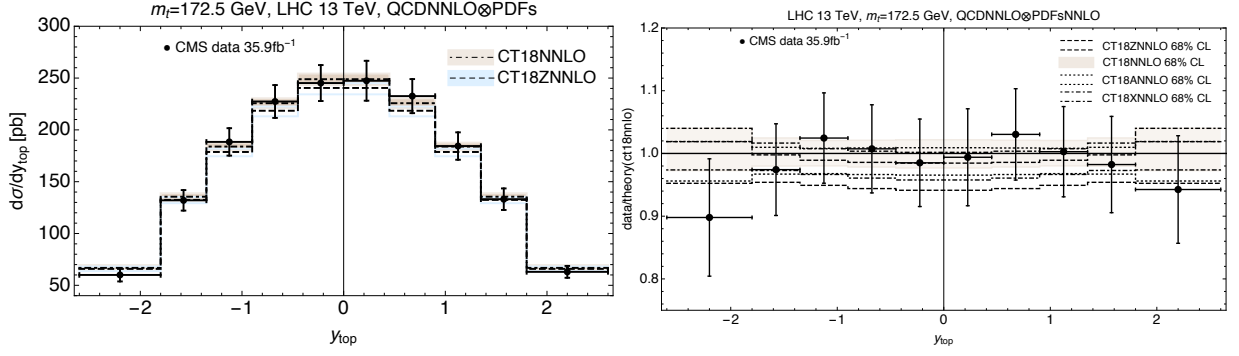 m_t=172.5 GeV, LHC 13 TeV, QCDNNLO⊗PDFs
CMS data 35.9fb⁻¹
CT18NNLO
CT18ZNNLO
dσ/dy_top [pb]
300
250
200
150
100
50
−2
−1
0
1
2
y_top
LHC 13 TeV, m_t=172.5 GeV, QCDNNLO⊗PDFsNNLO
CMS data 35.9fb⁻¹
CT18ZNNLO 68% CL
CT18NNLO 68% CL
CT18ANNLO 68% CL
CT18XNNLO 68% CL
data/theory(ct18nnlo)
1.2
1.1
1.0
0.9
0.8
−2
−1
0
1
2
y_top